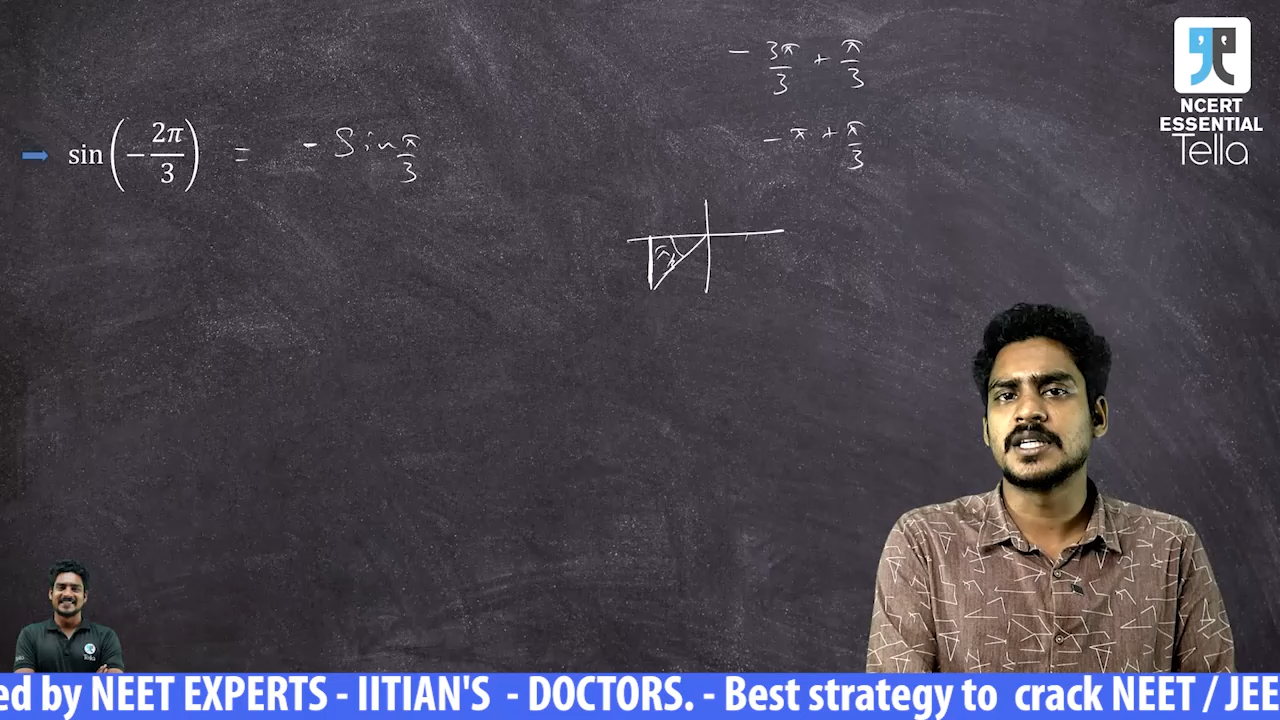 sin(-2π/3) = - Sin π/3
- 3π/3 + π/3
- π + π/3
π/3
NCERT
ESSENTIAL
Tella
ed by NEET EXPERTS - IITIAN'S - DOCTORS. - Best strategy to crack NEET / JEE